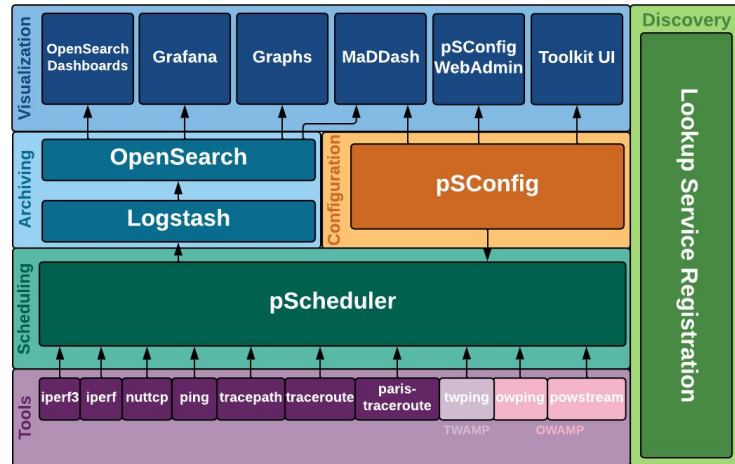 Visualization
OpenSearch
Dashboards
Grafana
Graphs
MaDDash
pSConfig
WebAdmin
Toolkit UI
Discovery
Lookup Service Registration
Archiving
OpenSearch
Logstash
Configuration
pSConfig
Scheduling
pScheduler
Tools
iperf3
iperf
nuttcp
ping
tracepath
traceroute
paris-
traceroute
twping
owping
powstream
TWAMP
OWAMP